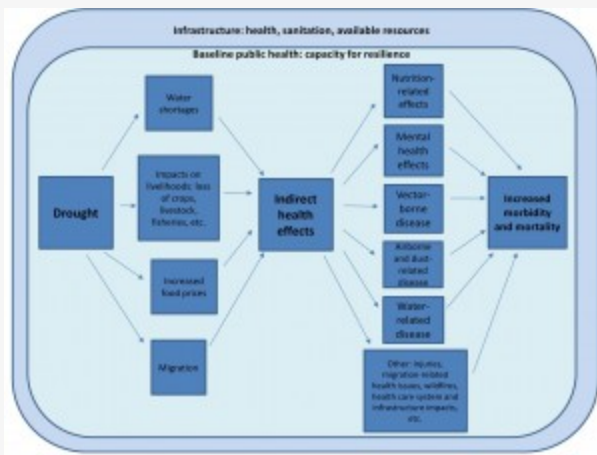 Infrastructure: health, sanitation, available resources
Baseline public health: capacity for resilience
Drought
Water
shortages
Impacts on
livelihoods: loss
of crops,
livestock,
fisheries, etc.
Increased
food prices
Migration
Indirect
health
effects
Nutrition-
related
effects
Mental
health
effects
Vector-
borne
disease
Airborne
and dust-
related
disease
Water-
related
disease
Other: injuries,
migration-related
health issues, wildfires,
health care system and
infrastructure impacts,
etc.
Increased
morbidity
and mortality